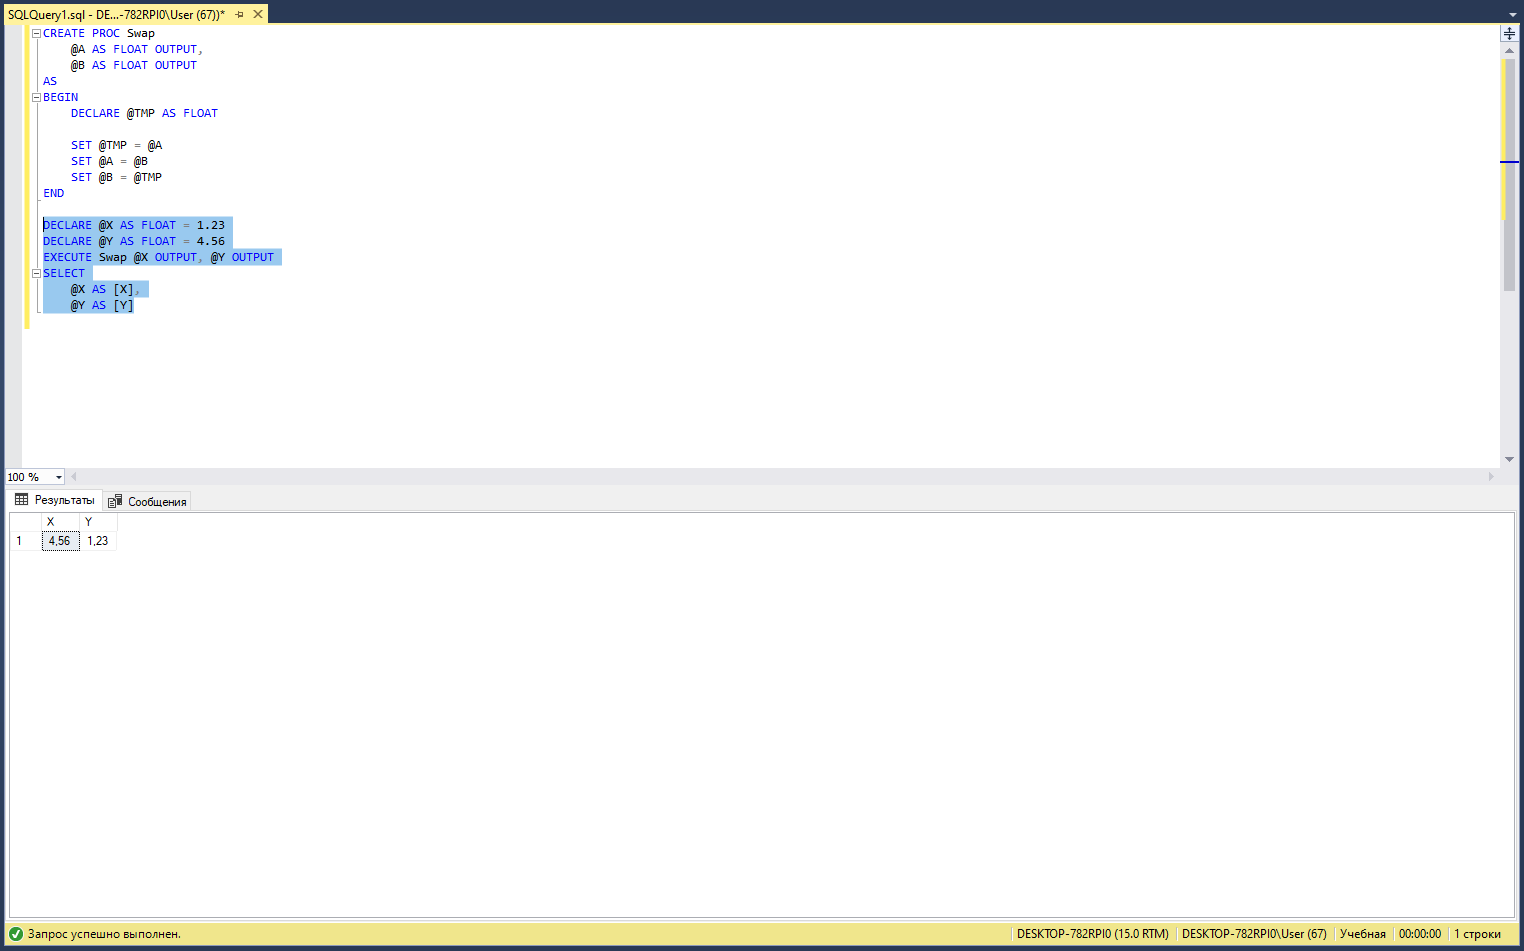 SQLQuery1.sql - DE...-782RPI0\User (67))*
CREATE PROC Swap
@A AS FLOAT OUTPUT,
@B AS FLOAT OUTPUT
AS
BEGIN
DECLARE @TMP AS FLOAT
SET @TMP = @A
SET @A = @B
SET @B = @TMP
END
DECLARE @X AS FLOAT = 1.23
DECLARE @Y AS FLOAT = 4.56
EXECUTE Swap @X OUTPUT, @Y OUTPUT
SELECT
@X AS [X],
@Y AS [Y]
100 %
Результаты Сообщения
X Y
1 4,56 1,23
Запрос успешно выполнен. DESKTOP-782RPI0 (15.0 RTM) DESKTOP-782RPI0\User (67) Учебная 00:00:00 1 строки